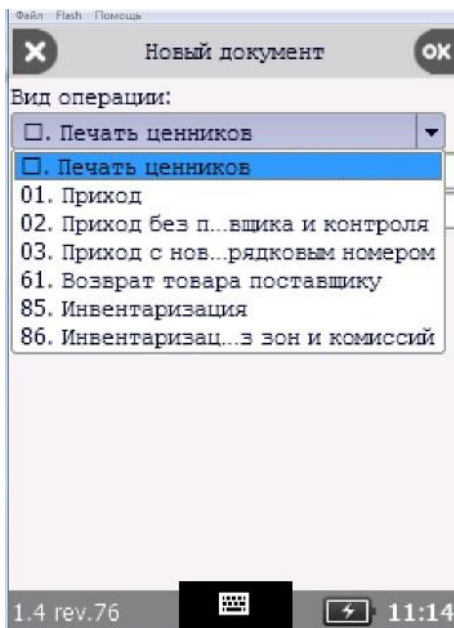 Файл Flash Помощь
Новый документ
OK
Вид операции:
☐. Печать ценников
☐. Печать ценников
01. Приход
02. Приход без п...вщика и контроля
03. Приход с нов...рядковым номером
61. Возврат товара поставщику
85. Инвентаризация
86. Инвентаризац...з зон и комиссий
1.4 rev.76
11:14